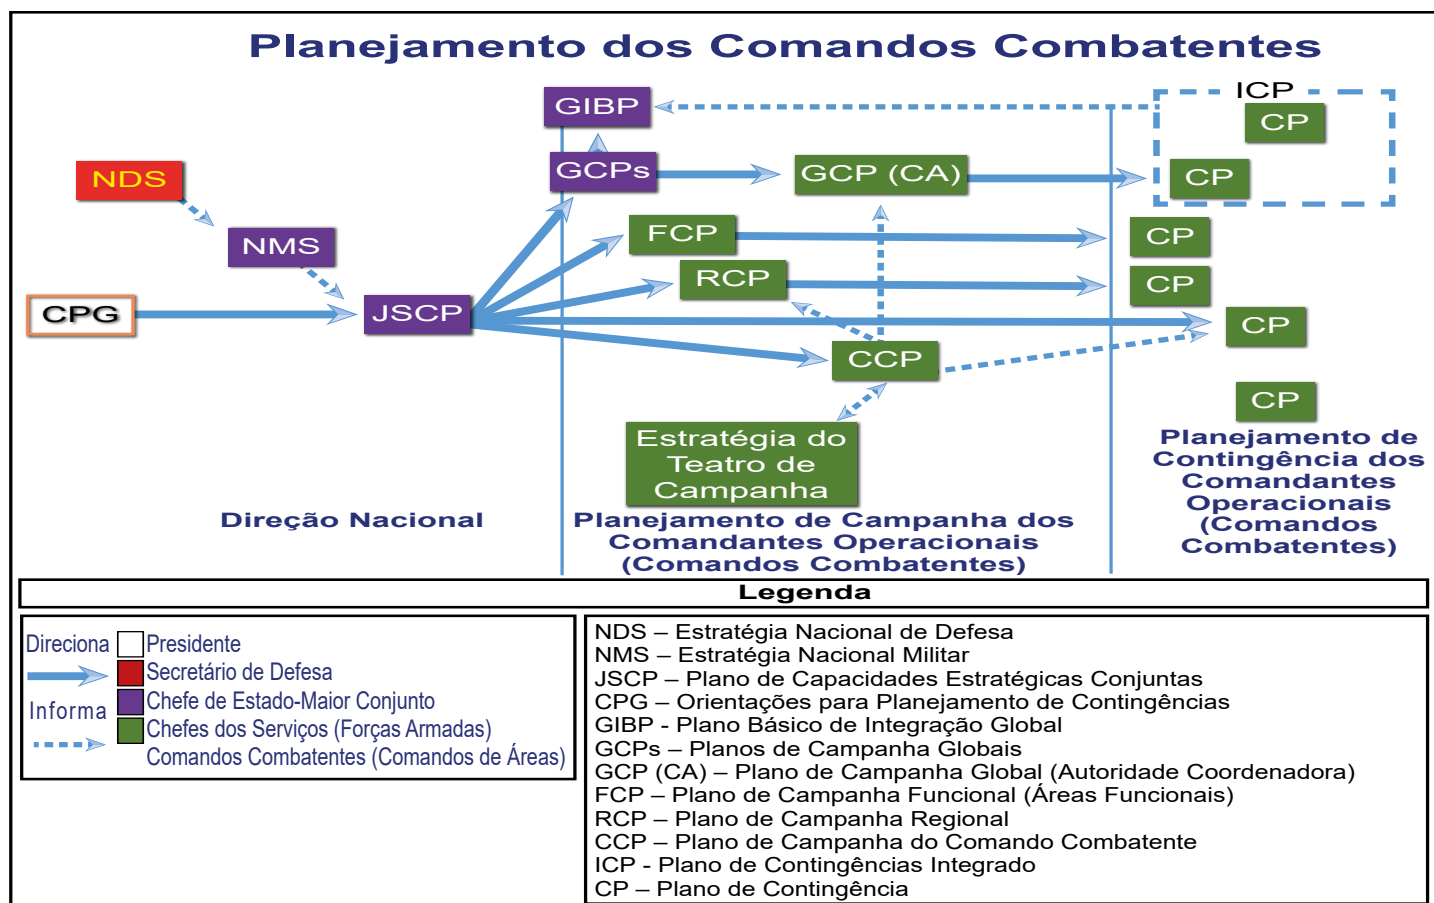 Planejamento dos Comandos Combatentes
ICP
GIBP
CP
GCPs
GCP (CA)
CP
NDS
FCP
CP
NMS
RCP
CP
CPG
JSCP
CP
CCP
CP
Estratégia do
Teatro de
Campanha
Direção Nacional
Planejamento de Campanha dos
Comandantes Operacionais
(Comandos Combatentes)
Planejamento de
Contingência dos
Comandantes
Operacionais
(Comandos
Combatentes)
Legenda
Direciona
Informa
Presidente
Secretário de Defesa
Chefe de Estado-Maior Conjunto
Chefes dos Serviços (Forças Armadas)
Comandos Combatentes (Comandos de Áreas)
NDS – Estratégia Nacional de Defesa
NMS – Estratégia Nacional Militar
JSCP – Plano de Capacidades Estratégicas Conjuntas
CPG – Orientações para Planejamento de Contingências
GIBP - Plano Básico de Integração Global
GCPs – Planos de Campanha Globais
GCP (CA) – Plano de Campanha Global (Autoridade Coordenadora)
FCP – Plano de Campanha Funcional (Áreas Funcionais)
RCP – Plano de Campanha Regional
CCP – Plano de Campanha do Comando Combatente
ICP - Plano de Contingências Integrado
CP – Plano de Contingência